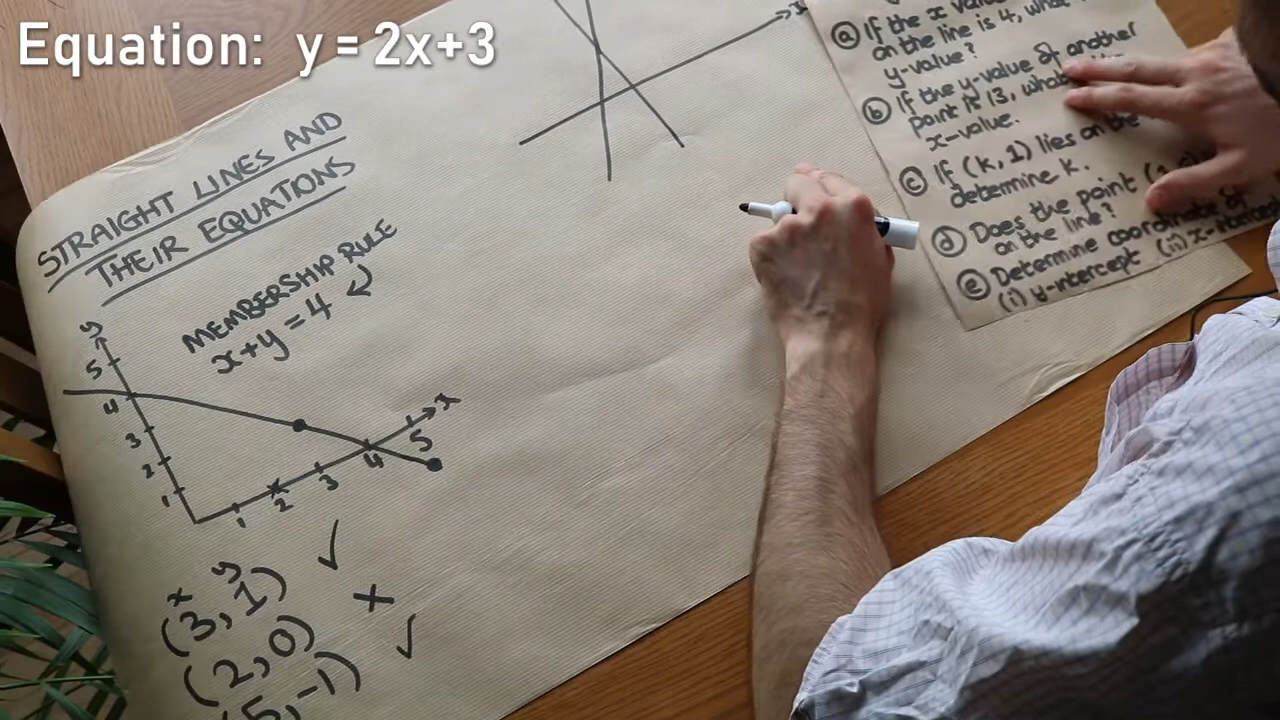 Equation: y = 2x+3
STRAIGHT LINES AND
THEIR EQUATIONS
MEMBERSHIP RULE
x+y=4
y
5
4
3
2
1
1
2
3
4
5
x
x y
(3,1) ✓
(2,0) ×
(5,-1) ✓
x
(a) If the x
on the line is 4,
y-value?
(b) If the y-value of another
point is 13,
x-value.
(c) If (k,1) lies on the
determine k.
(d) Does the point
on the line?
(e) Determine coordinate of
(i) y-intercept (ii) x-intercept